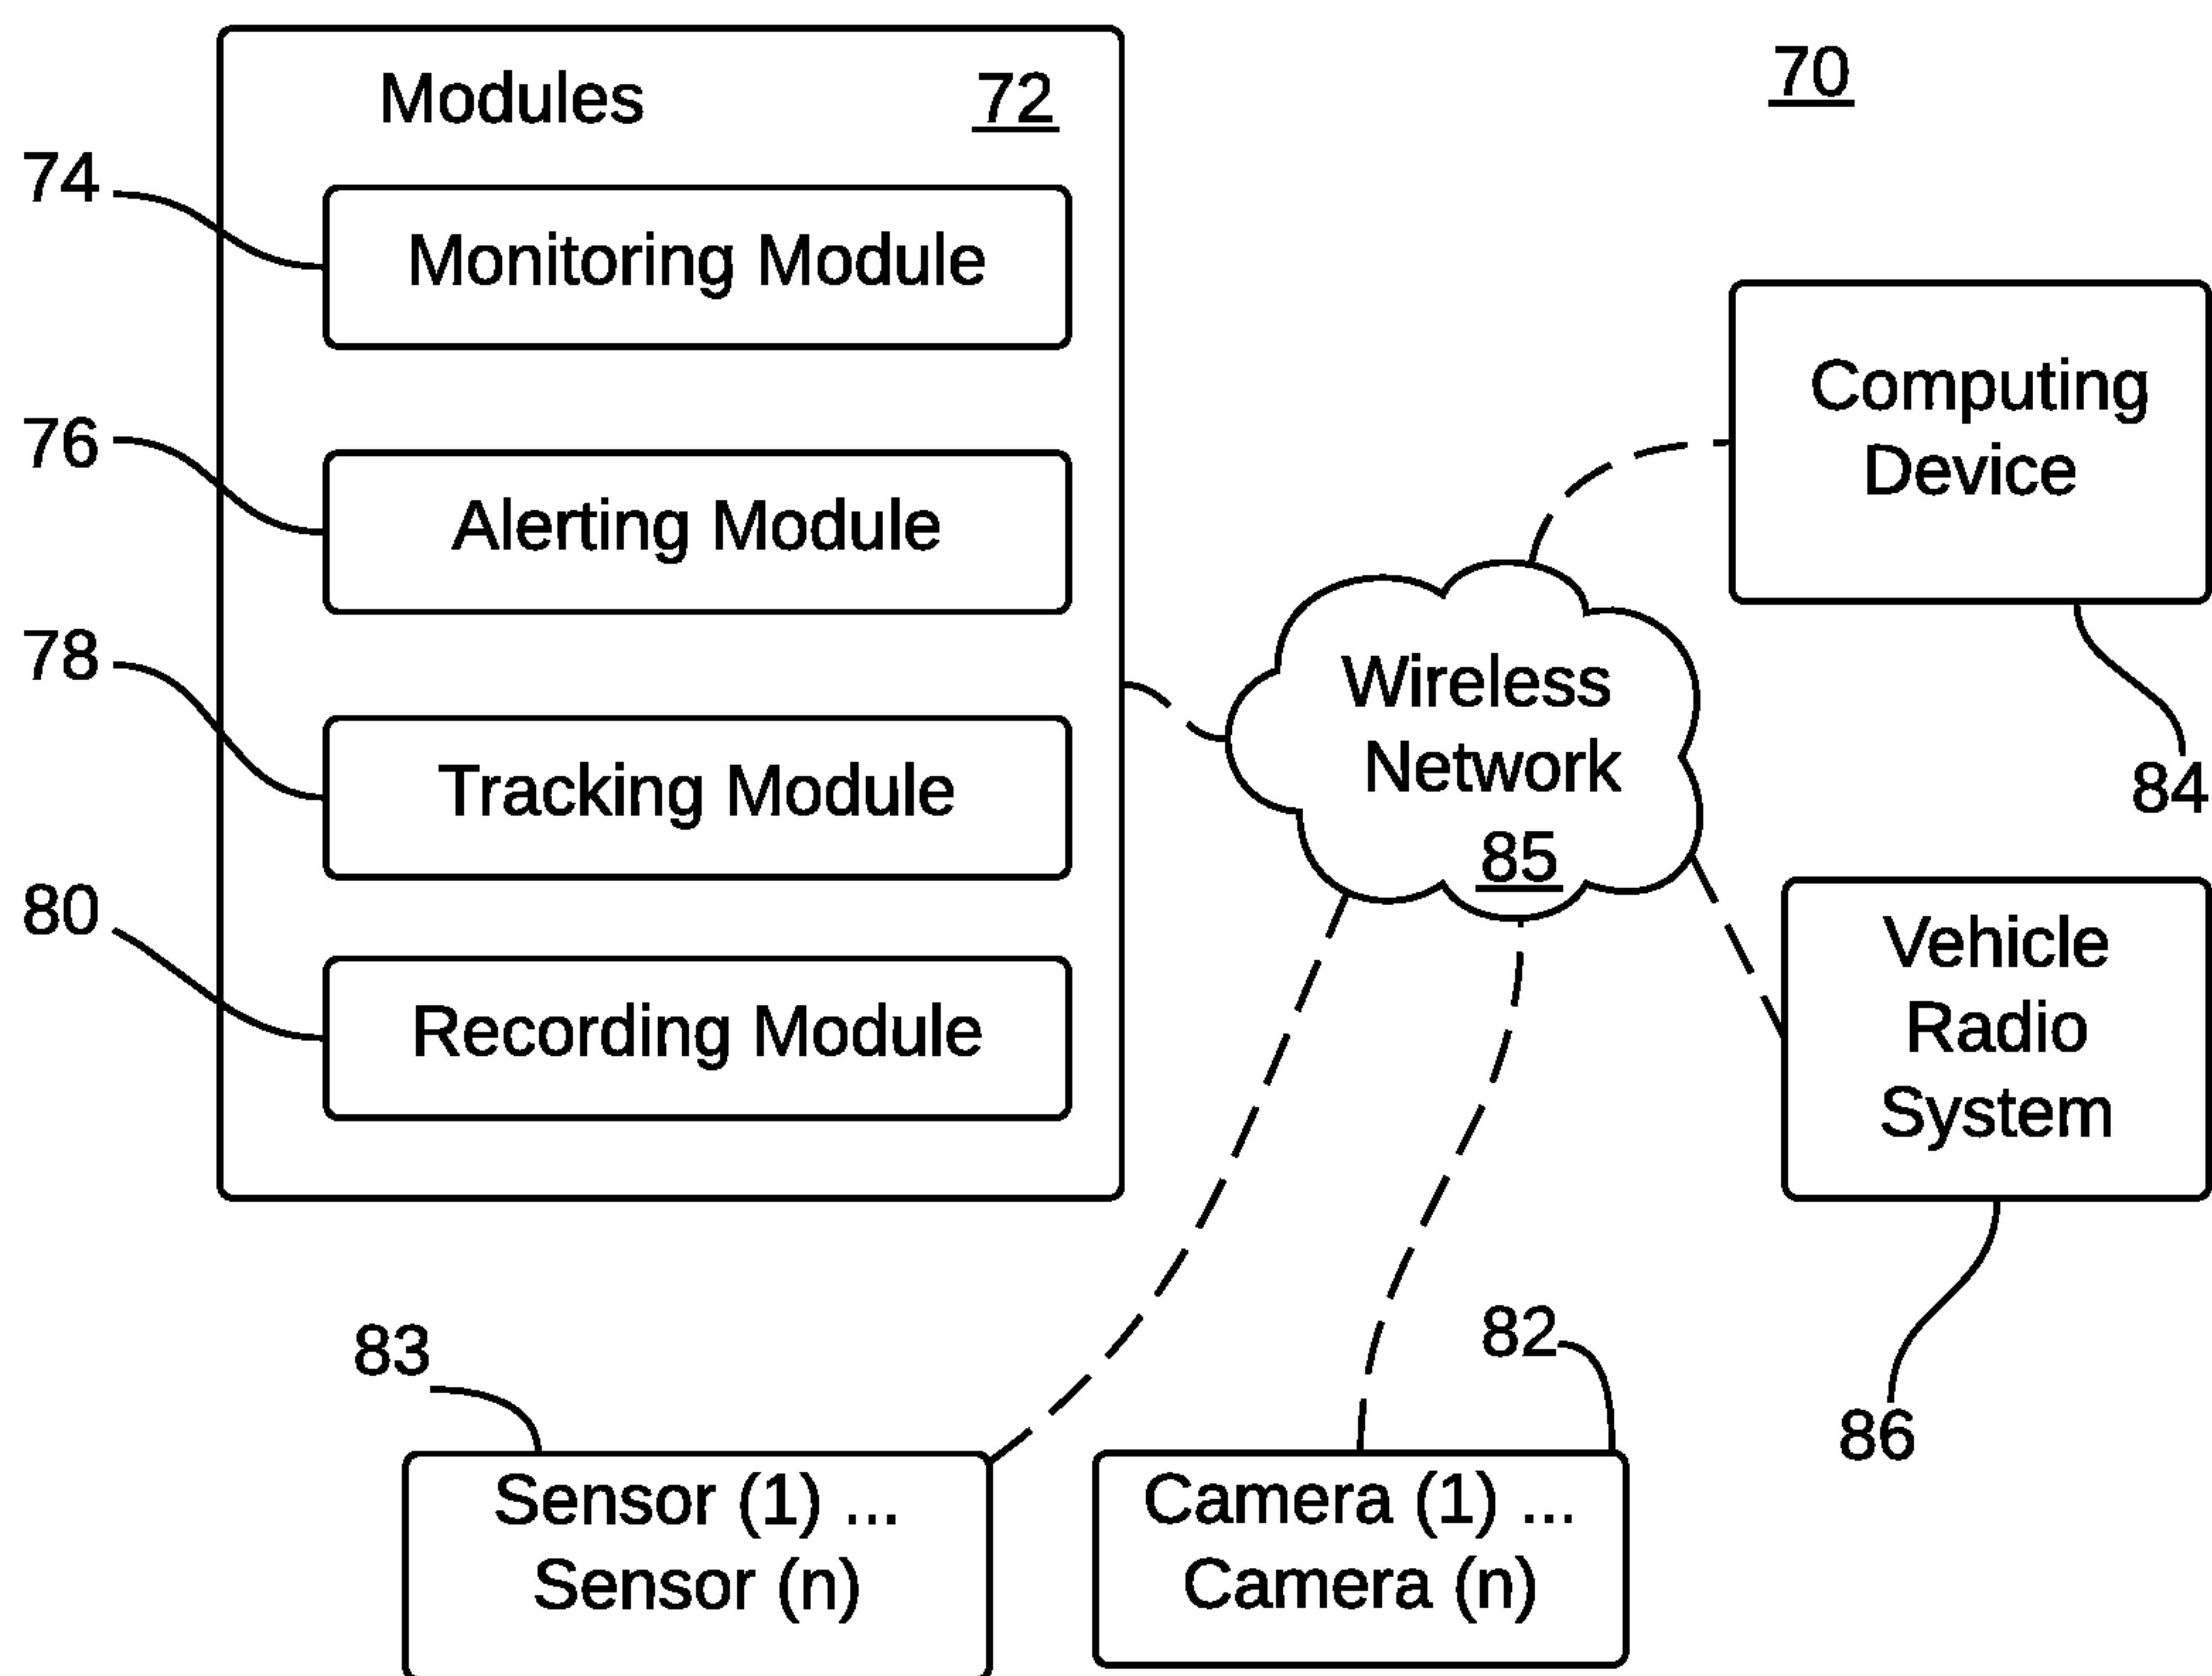 Modules 72
70
74
Monitoring Module
76
Alerting Module
78
Tracking Module
80
Recording Module
Computing
Device
84
Wireless
Network
85
Vehicle
Radio
System
86
83
Sensor (1) ...
Sensor (n)
82
Camera (1) ...
Camera (n)